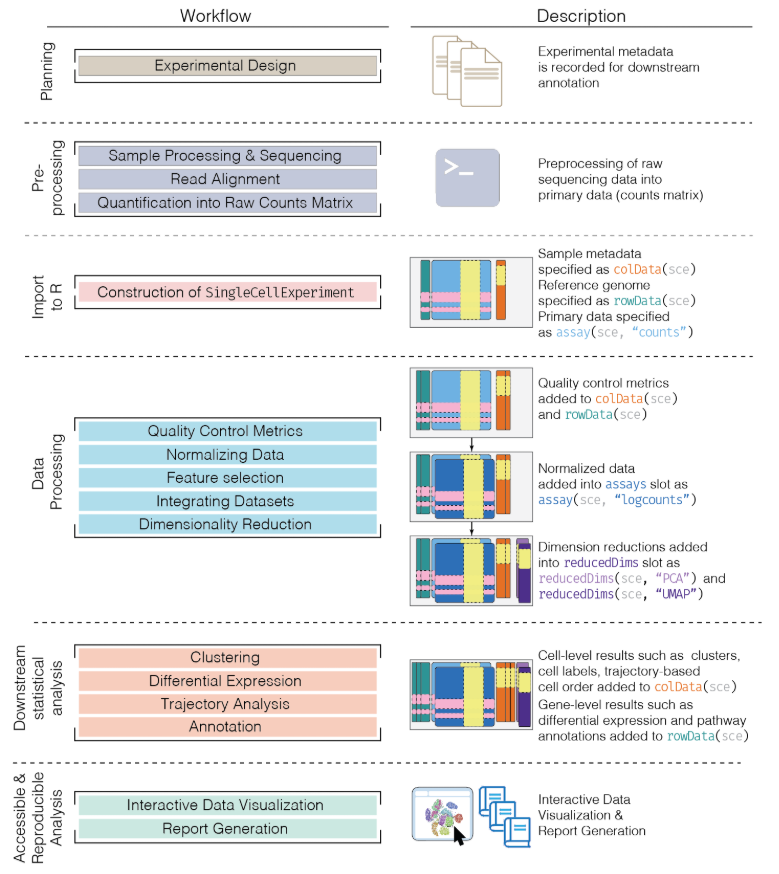 Workflow
Description
Planning
Experimental Design
Experimental metadata
is recorded for downstream
annotation
Pre-
processing
Sample Processing & Sequencing
Read Alignment
Quantification into Raw Counts Matrix
>_
Preprocessing of raw
sequencing data into
primary data (counts matrix)
Import
to R
Construction of SingleCellExperiment
Sample metadata
specified as colData(sce)
Reference genome
specified as rowData(sce)
Primary data specified
as assay(sce, “counts”)
Data
Processing
Quality Control Metrics
Normalizing Data
Feature selection
Integrating Datasets
Dimensionality Reduction
Quality control metrics
added to colData(sce)
and rowData(sce)
Normalized data
added into assays slot as
assay(sce, “logcounts”)
Dimension reductions added
into reducedDims slot as
reducedDims(sce, “PCA”) and
reducedDims(sce, “UMAP”)
Downstream
statistical
analysis
Clustering
Differential Expression
Trajectory Analysis
Annotation
Cell-level results such as clusters,
cell labels, trajectory-based
cell order added to colData(sce)
Gene-level results such as
differential expression and pathway
annotations added to rowData(sce)
Accessible &
Reproducible
Analysis
Interactive Data Visualization
Report Generation
Interactive Data
Visualization &
Report Generation